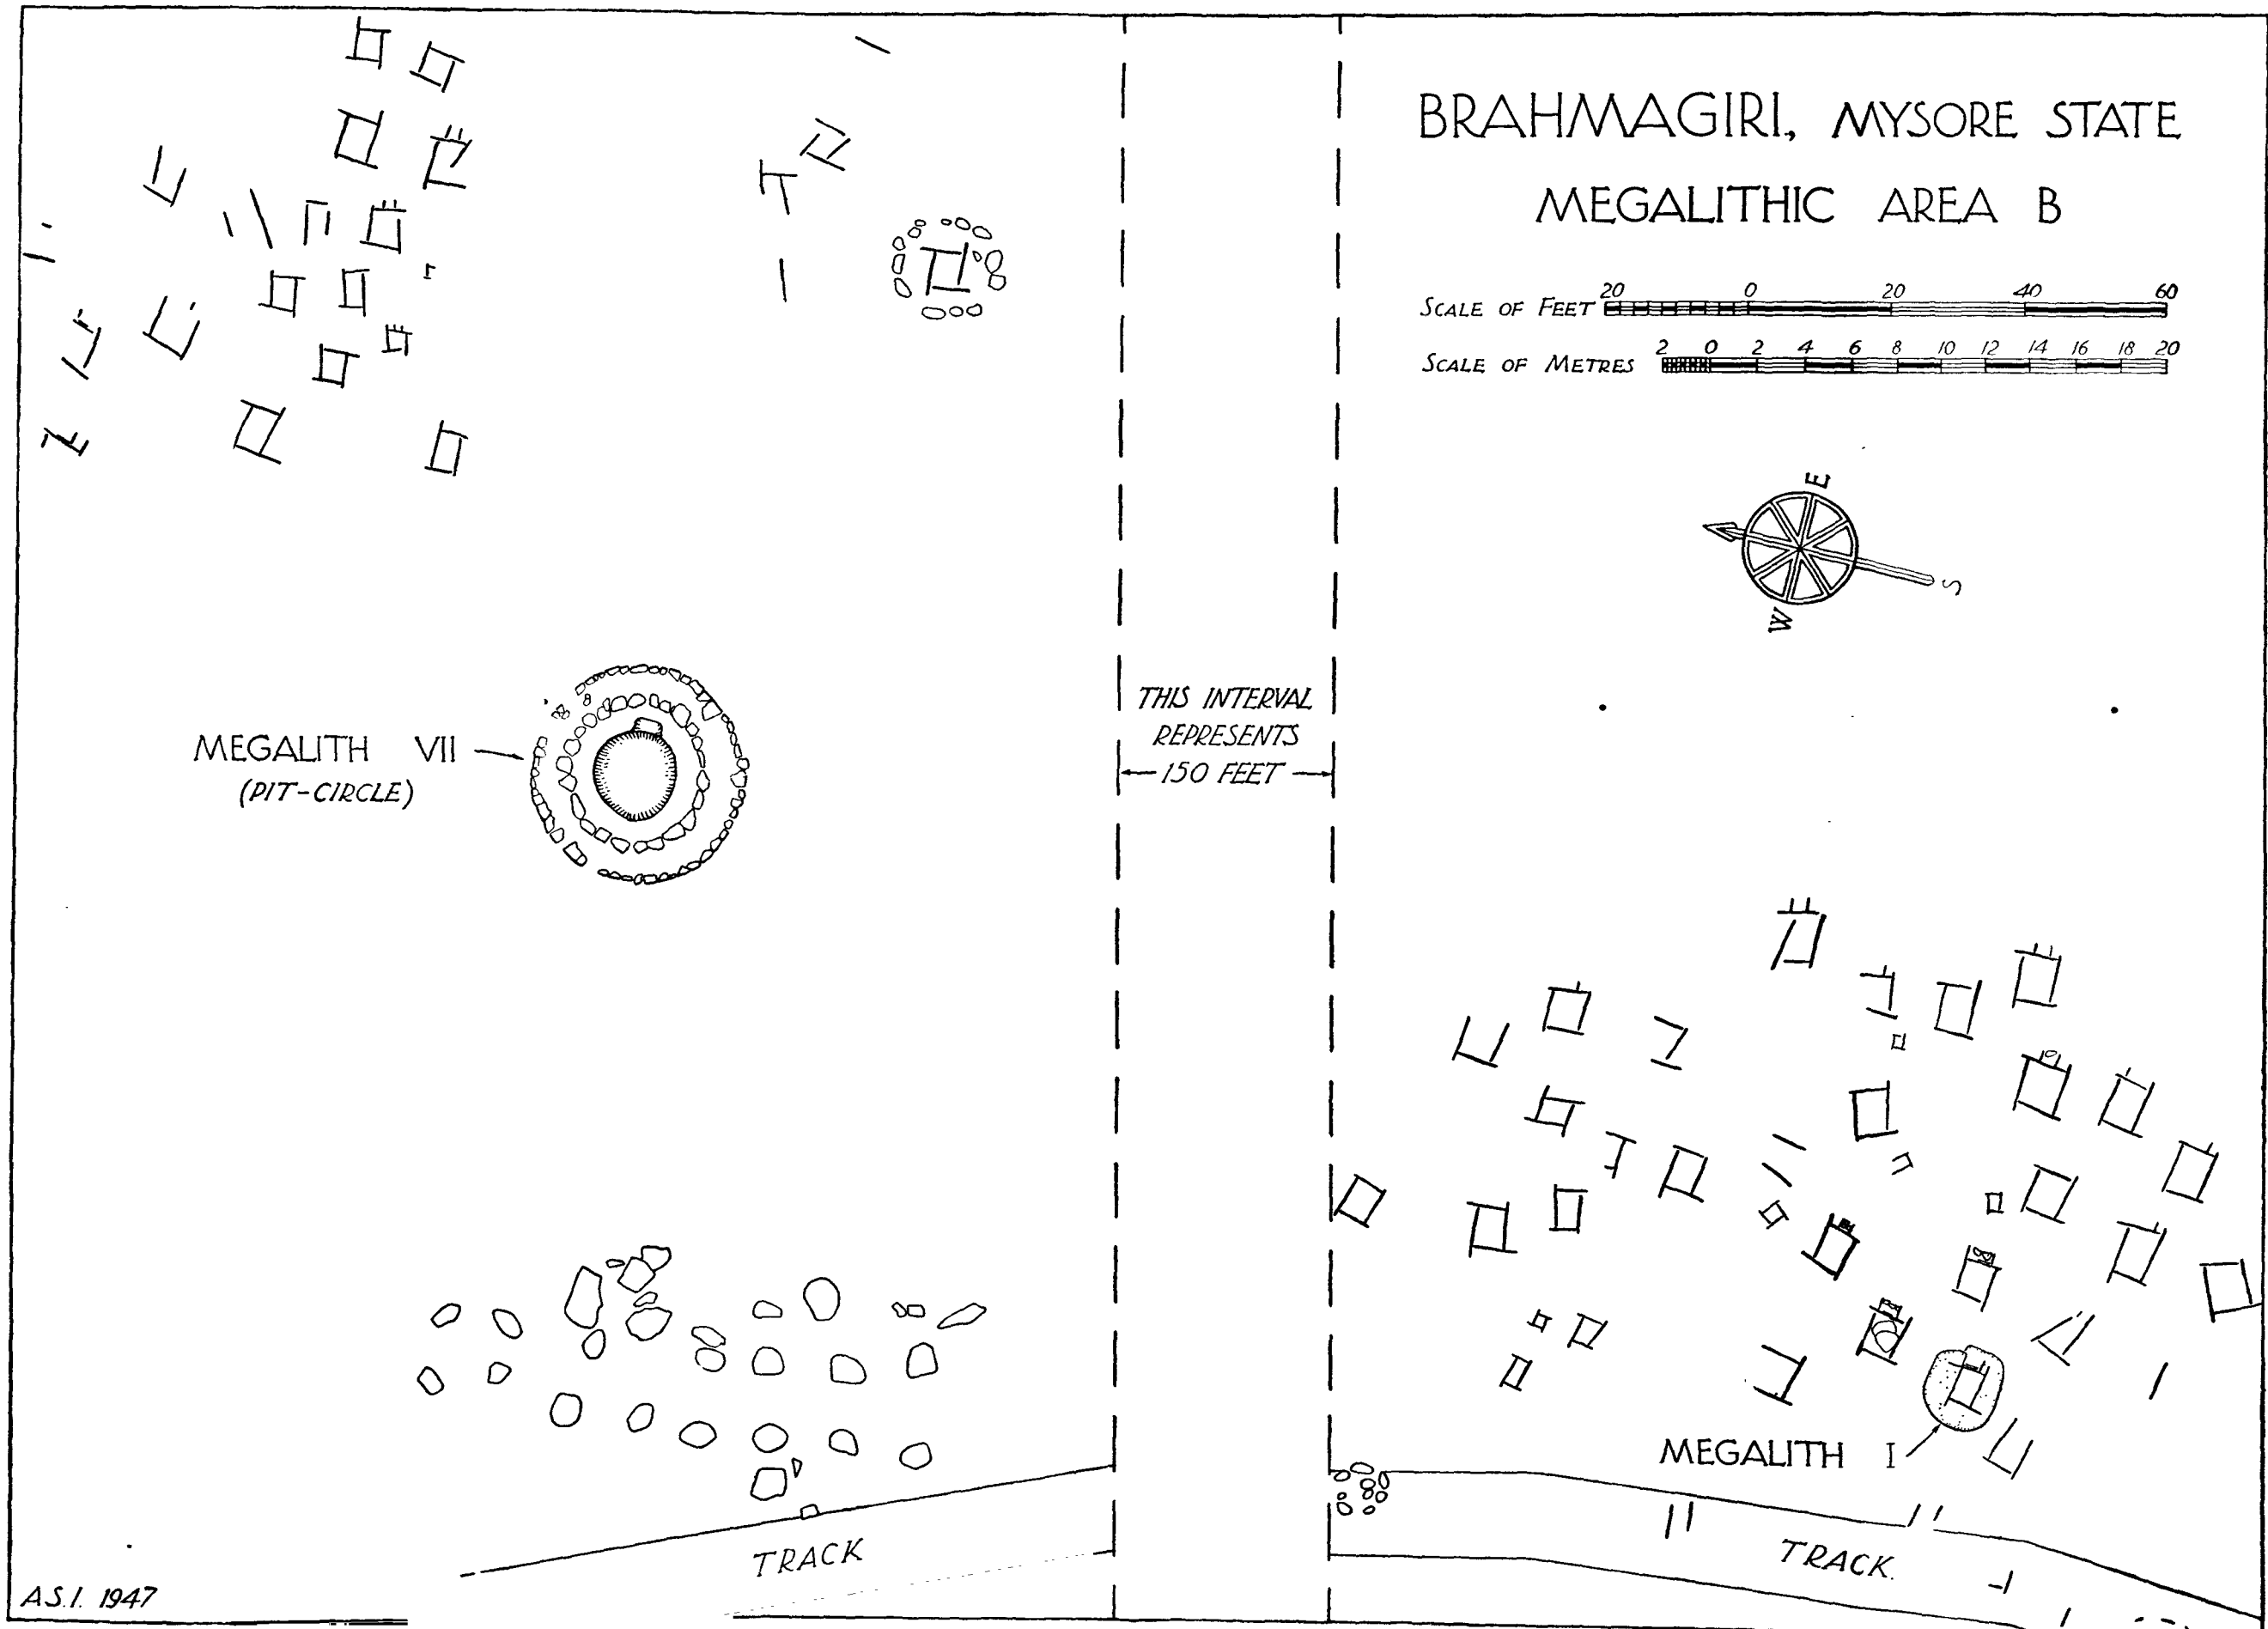 BRAHMAGIRI, MYSORE STATE
MEGALITHIC AREA B
20 0 20 40 60
SCALE OF FEET
2 0 2 4 6 8 10 12 14 16 18 20
SCALE OF METRES
E
S
W
THIS INTERVAL
REPRESENTS
150 FEET
MEGALITH VII
(PIT-CIRCLE)
MEGALITH I
TRACK
TRACK.
A.S.I. 1947